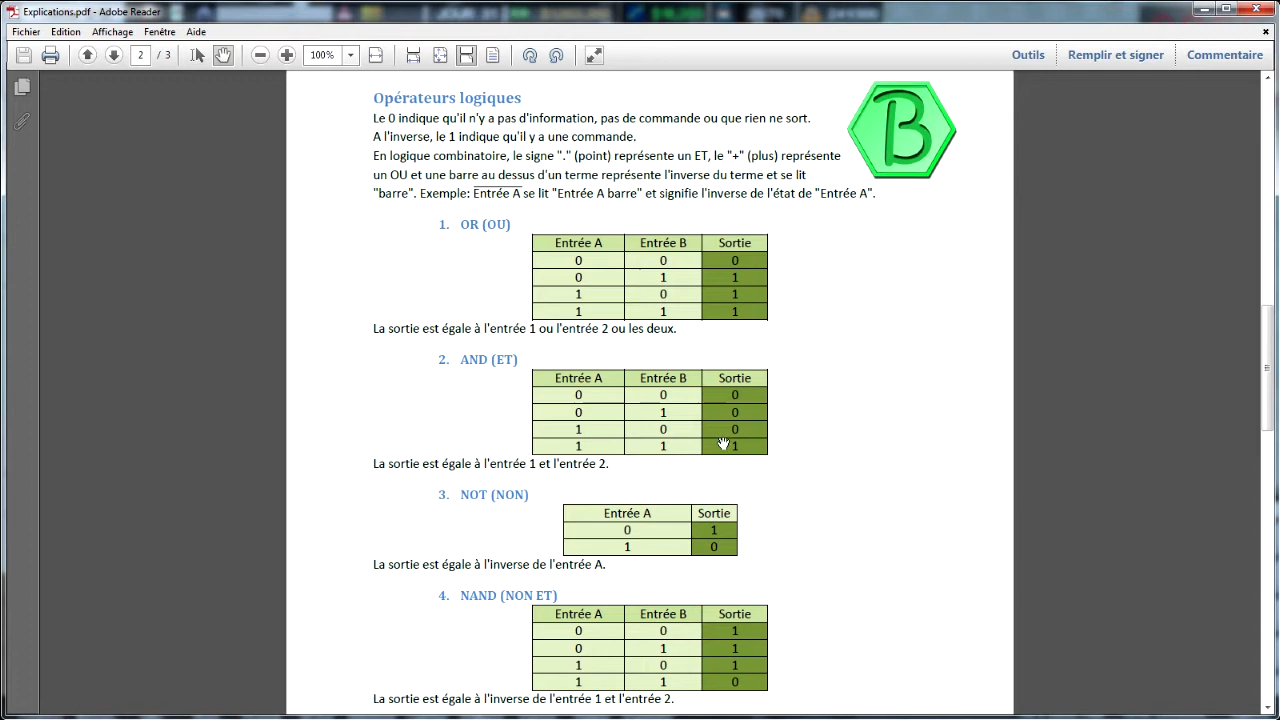 Explications.pdf - Adobe Reader
Fichier Edition Affichage Fenêtre Aide
2 / 3 100% Outils Remplir et signer Commentaire
Opérateurs logiques
B
Le 0 indique qu'il n'y a pas d'information, pas de commande ou que rien ne sort.
A l'inverse, le 1 indique qu'il y a une commande.
En logique combinatoire, le signe "." (point) représente un ET, le "+" (plus) représente
un OU et une barre au dessus d'un terme représente l'inverse du terme et se lit
"barre". Exemple: Entrée A se lit "Entrée A barre" et signifie l'inverse de l'état de "Entrée A".
1. OR (OU)
Entrée A Entrée B Sortie
0 0 0
0 1 1
1 0 1
1 1 1
La sortie est égale à l'entrée 1 ou l'entrée 2 ou les deux.
2. AND (ET)
Entrée A Entrée B Sortie
0 0 0
0 1 0
1 0 0
1 1 1
La sortie est égale à l'entrée 1 et l'entrée 2.
3. NOT (NON)
Entrée A Sortie
0 1
1 0
La sortie est égale à l'inverse de l'entrée A.
4. NAND (NON ET)
Entrée A Entrée B Sortie
0 0 1
0 1 1
1 0 1
1 1 0
La sortie est égale à l'inverse de l'entrée 1 et l'entrée 2.